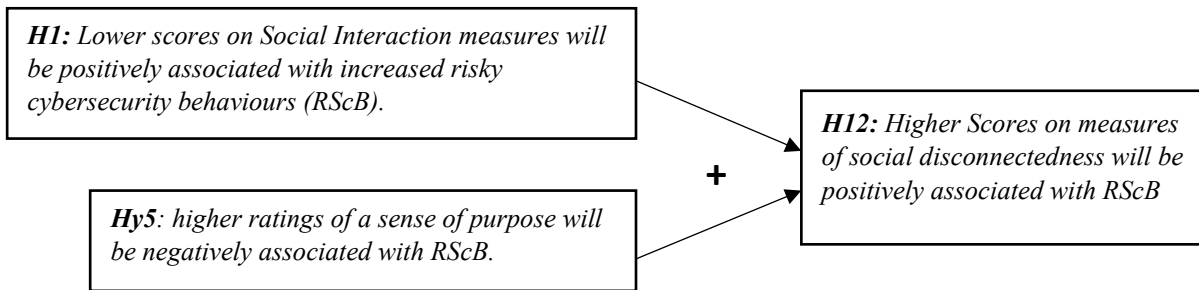 H1: Lower scores on Social Interaction measures will
be positively associated with increased risky
cybersecurity behaviours (RScB).
+
Hy5: higher ratings of a sense of purpose will
be negatively associated with RScB.
H12: Higher Scores on measures
of social disconnectedness will be
positively associated with RScB